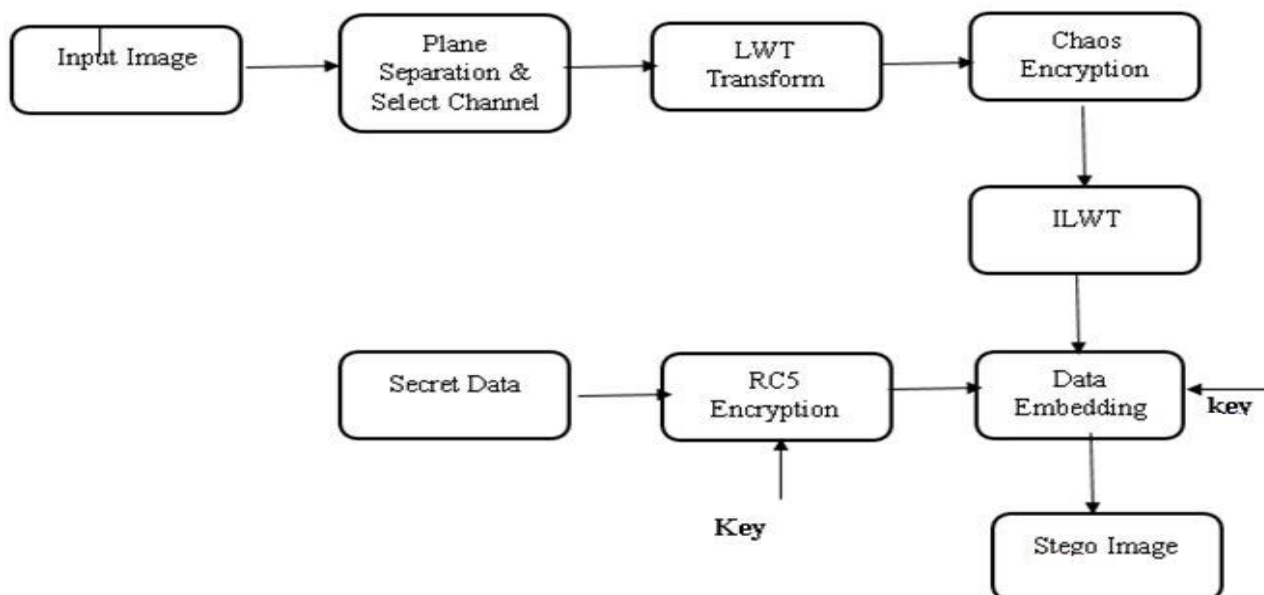 Input Image
Plane
Separation &
Select Channel
LWT
Transform
Chaos
Encryption
ILWT
Secret Data
RC5
Encryption
Data
Embedding
key
Key
Stego Image